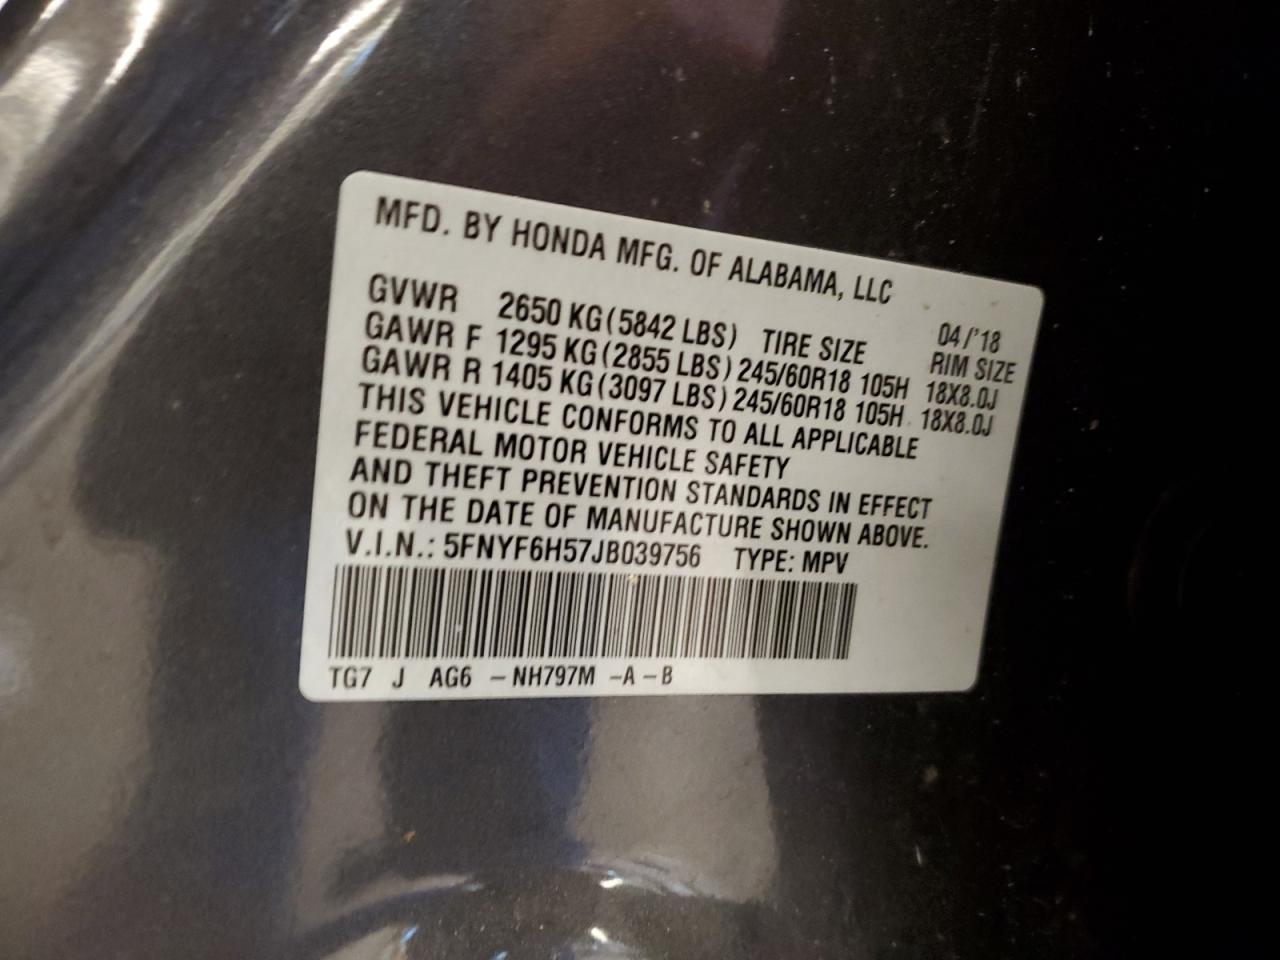 MFD. BY HONDA MFG. OF ALABAMA, LLC
04/'18
GVWR 2650 KG(5842 LBS) TIRE SIZE RIM SIZE
GAWR F 1295 KG(2855 LBS) 245/60R18 105H 18X8.0J
GAWR R 1405 KG(3097 LBS) 245/60R18 105H 18X8.0J
THIS VEHICLE CONFORMS TO ALL APPLICABLE
FEDERAL MOTOR VEHICLE SAFETY
AND THEFT PREVENTION STANDARDS IN EFFECT
ON THE DATE OF MANUFACTURE SHOWN ABOVE.
V.I.N.: 5FNYF6H57JB039756 TYPE: MPV
TG7 J AG6 -NH797M -A-B